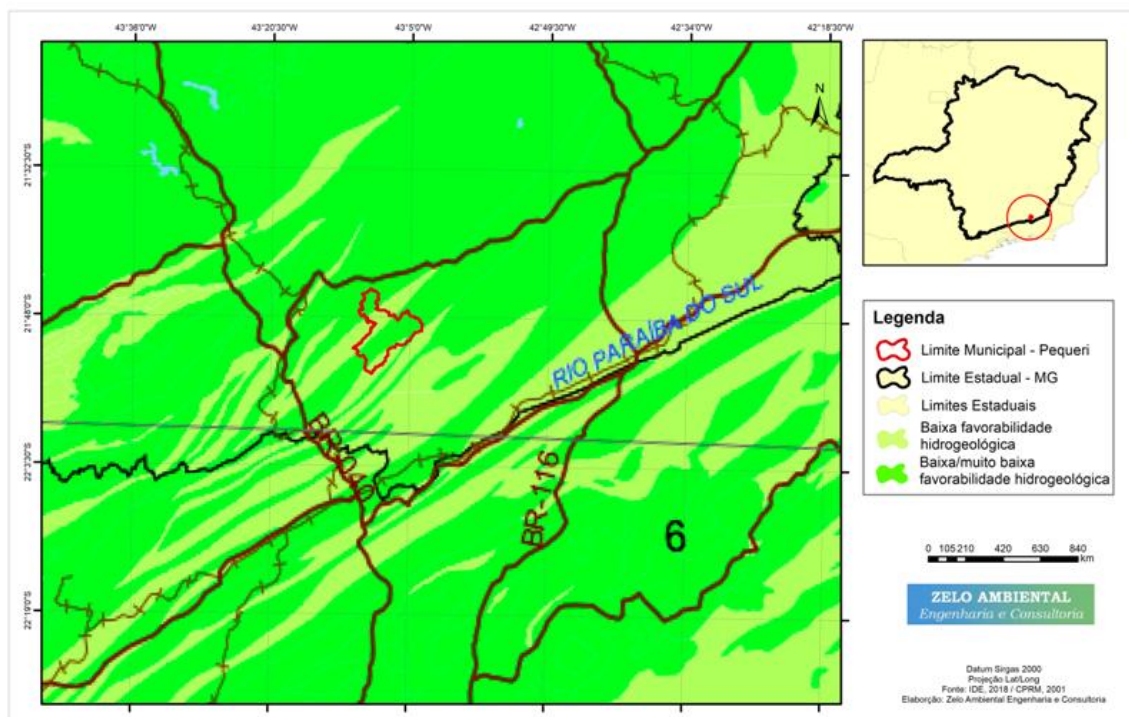 43°36'0"W 43°20'30"W 43°5'0"W 42°49'30"W 42°34'0"W 42°18'30"W
21°32'30"S
21°48'0"S
22°3'30"S
22°19'0"S
N
RIO PARAÍBA DO SUL
BR-116
6
Legenda
Limite Municipal - Pequeri
Limite Estadual - MG
Limites Estaduais
Baixa favorabilidade
hidrogeológica
Baixa/muito baixa
favorabilidade hidrogeológica
0 105210 420 630 840
km
ZELO AMBIENTAL
Engenharia e Consultoria
Datum Sirgas 2000
Projeção Lat/Long
Fonte: IDE, 2018 / CPRM, 2001
Elaborção: Zelo Ambiental Engenharia e Consultoria